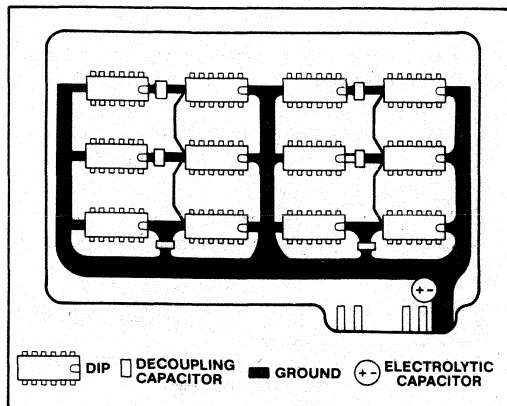 + -
DIP
DECOUPLING
CAPACITOR
GROUND
+ -
ELECTROLYTIC
CAPACITOR